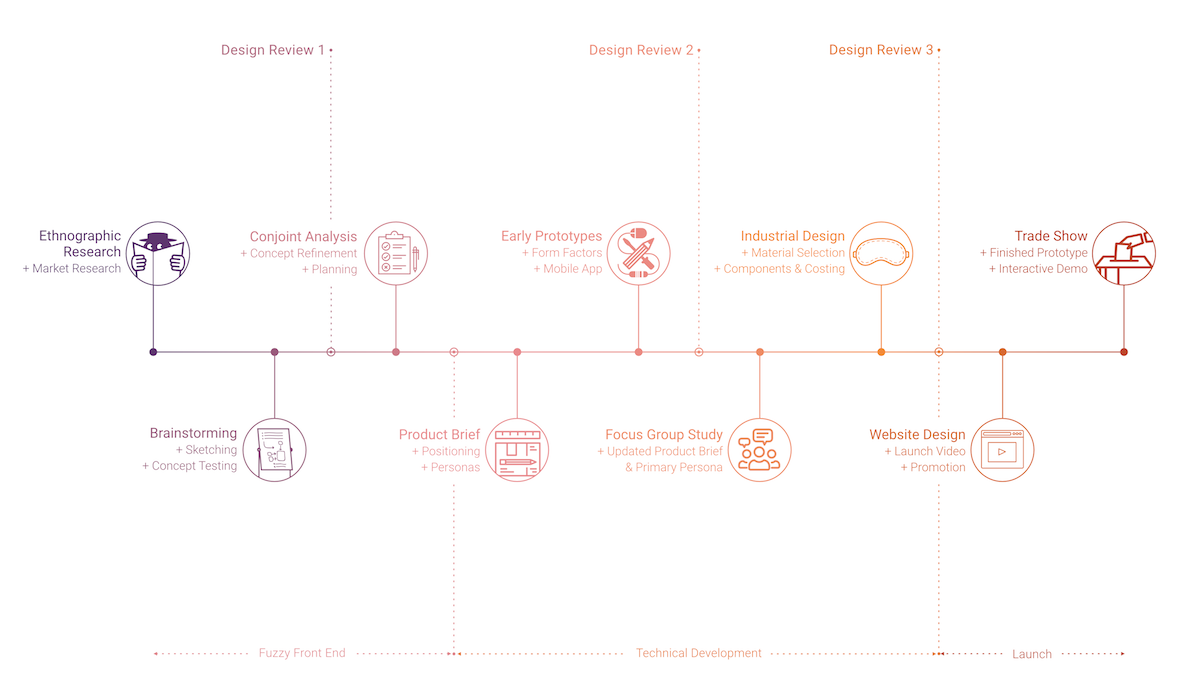 Design Review 1
Design Review 2
Design Review 3
Ethnographic
Research
+ Market Research
Conjoint Analysis
+ Concept Refinement
+ Planning
Early Prototypes
+ Form Factors
+ Mobile App
Industrial Design
+ Material Selection
+ Components & Costing
Trade Show
+ Finished Prototype
+ Interactive Demo
Brainstorming
+ Sketching
+ Concept Testing
Product Brief
+ Positioning
+ Personas
Focus Group Study
+ Updated Product Brief
& Primary Persona
Website Design
+ Launch Video
+ Promotion
Fuzzy Front End
Technical Development
Launch